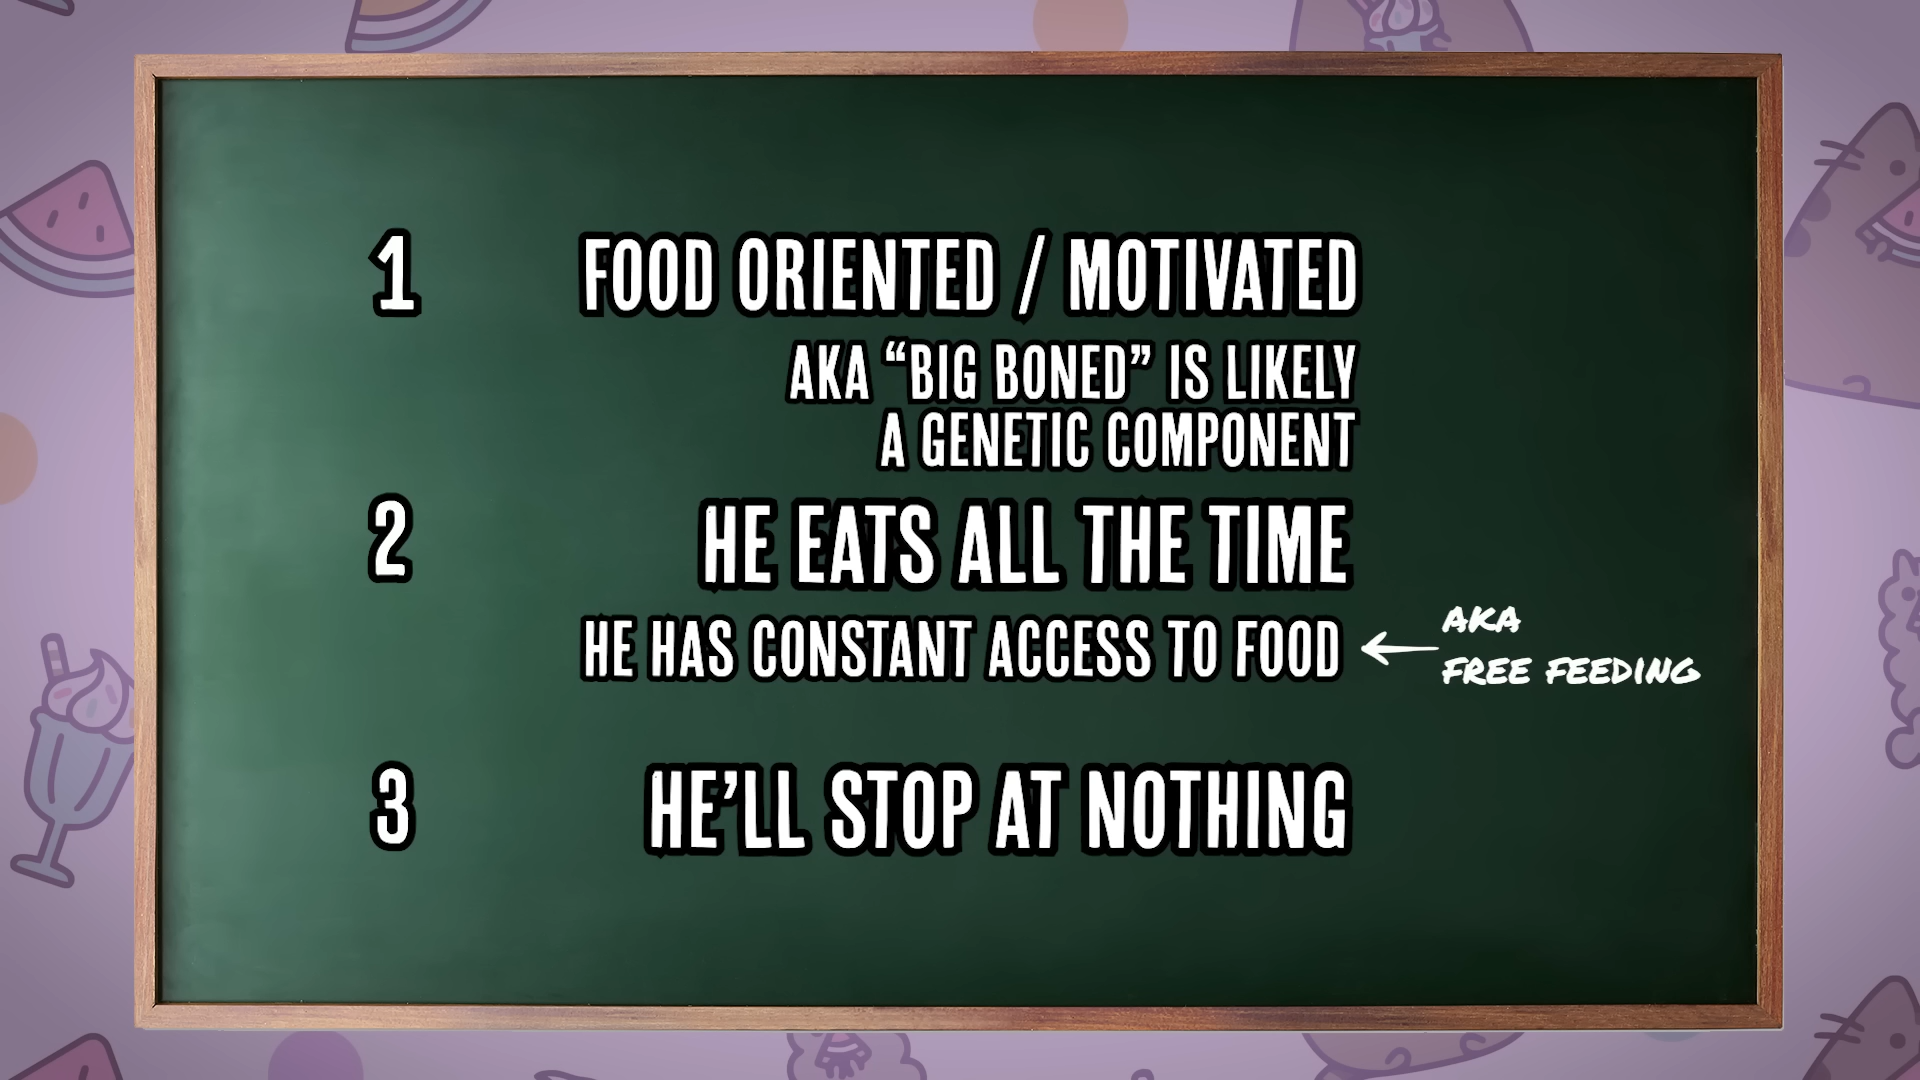 1 FOOD ORIENTED / MOTIVATED
AKA “BIG BONED” IS LIKELY
A GENETIC COMPONENT
2 HE EATS ALL THE TIME
HE HAS CONSTANT ACCESS TO FOOD
AKA
FREE FEEDING
3 HE’LL STOP AT NOTHING